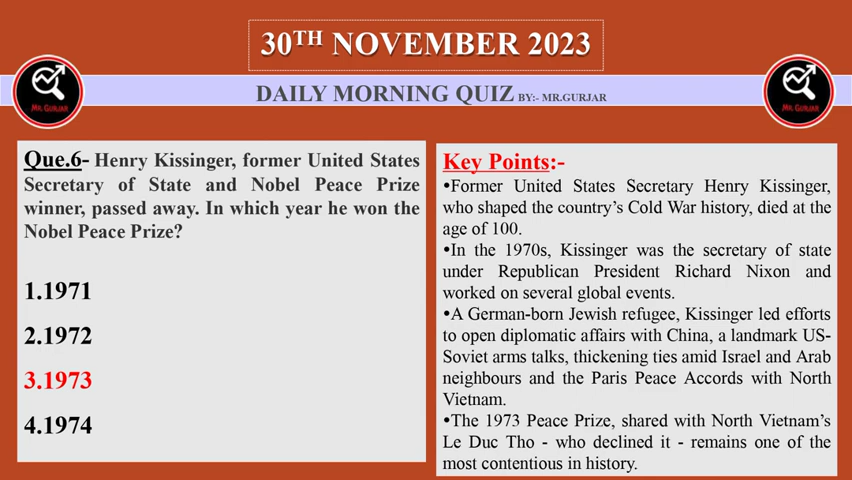 30TH NOVEMBER 2023
DAILY MORNING QUIZ BY:- MR.GURJAR
MR.GURJAR
MR.GURJAR
Que.6- Henry Kissinger, former United States
Secretary of State and Nobel Peace Prize
winner, passed away. In which year he won the
Nobel Peace Prize?
1.1971
2.1972
3.1973
4.1974
Key Points:-
•Former United States Secretary Henry Kissinger,
who shaped the country's Cold War history, died at the
age of 100.
•In the 1970s, Kissinger was the secretary of state
under Republican President Richard Nixon and
worked on several global events.
•A German-born Jewish refugee, Kissinger led efforts
to open diplomatic affairs with China, a landmark US-
Soviet arms talks, thickening ties amid Israel and Arab
neighbours and the Paris Peace Accords with North
Vietnam.
•The 1973 Peace Prize, shared with North Vietnam's
Le Duc Tho - who declined it - remains one of the
most contentious in history.